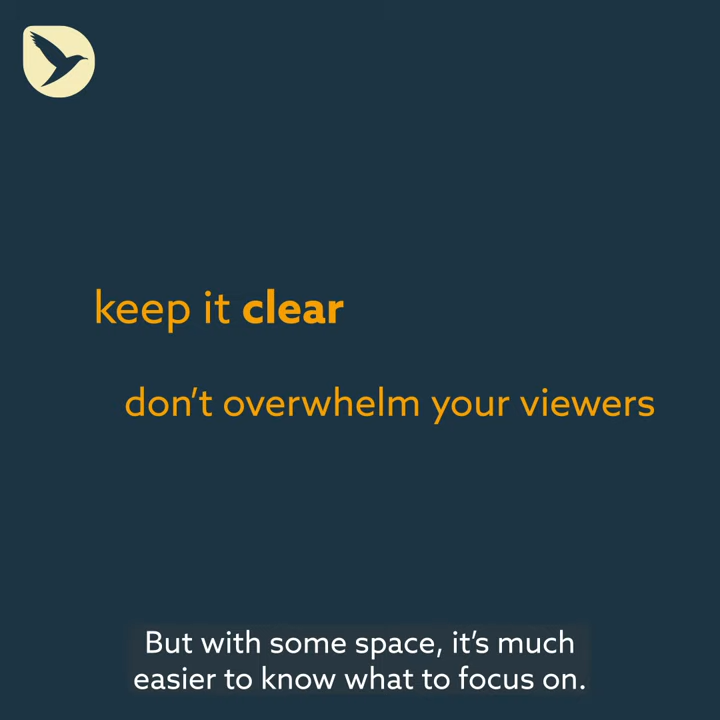 keep it clear
don’t overwhelm your viewers
But with some space, it’s much
easier to know what to focus on.